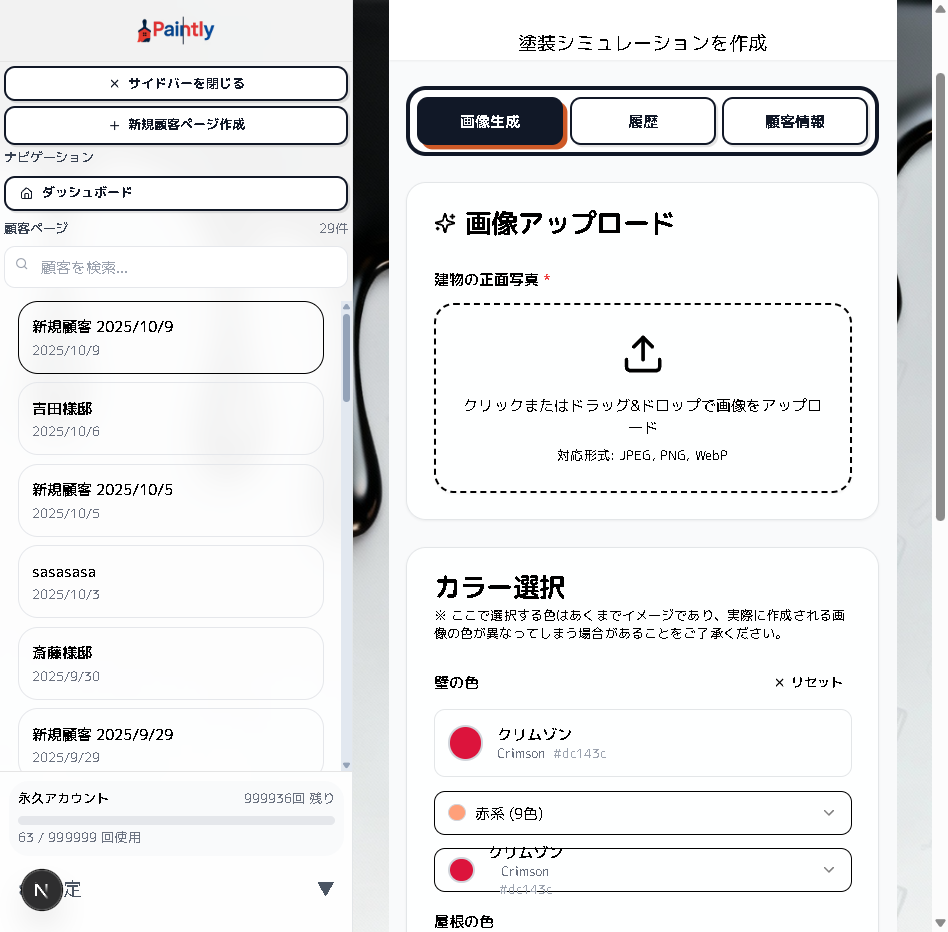 Paintly
サイドバーを閉じる
新規顧客ページ作成
ナビゲーション
ダッシュボード
顧客ページ
29件
顧客を検索...
新規顧客 2025/10/9
2025/10/9
吉田様邸
2025/10/6
新規顧客 2025/10/5
2025/10/5
sasasasa
2025/10/3
斎藤様邸
2025/9/30
新規顧客 2025/9/29
2025/9/29
永久アカウント
999936回 残り
63 / 999999 回使用
N
定
塗装シミュレーションを作成
画像生成
履歴
顧客情報
画像アップロード
建物の正面写真 *
クリックまたはドラッグ&ドロップで画像をアップロ
ード
対応形式: JPEG, PNG, WebP
カラー選択
※ ここで選択する色はあくまでイメージであり、実際に作成される画
像の色が異なってしまう場合があることをご了承ください。
壁の色
リセット
クリムゾン
Crimson #dc143c
赤系 (9色)
クリムゾン
Crimson
#dc143c
屋根の色